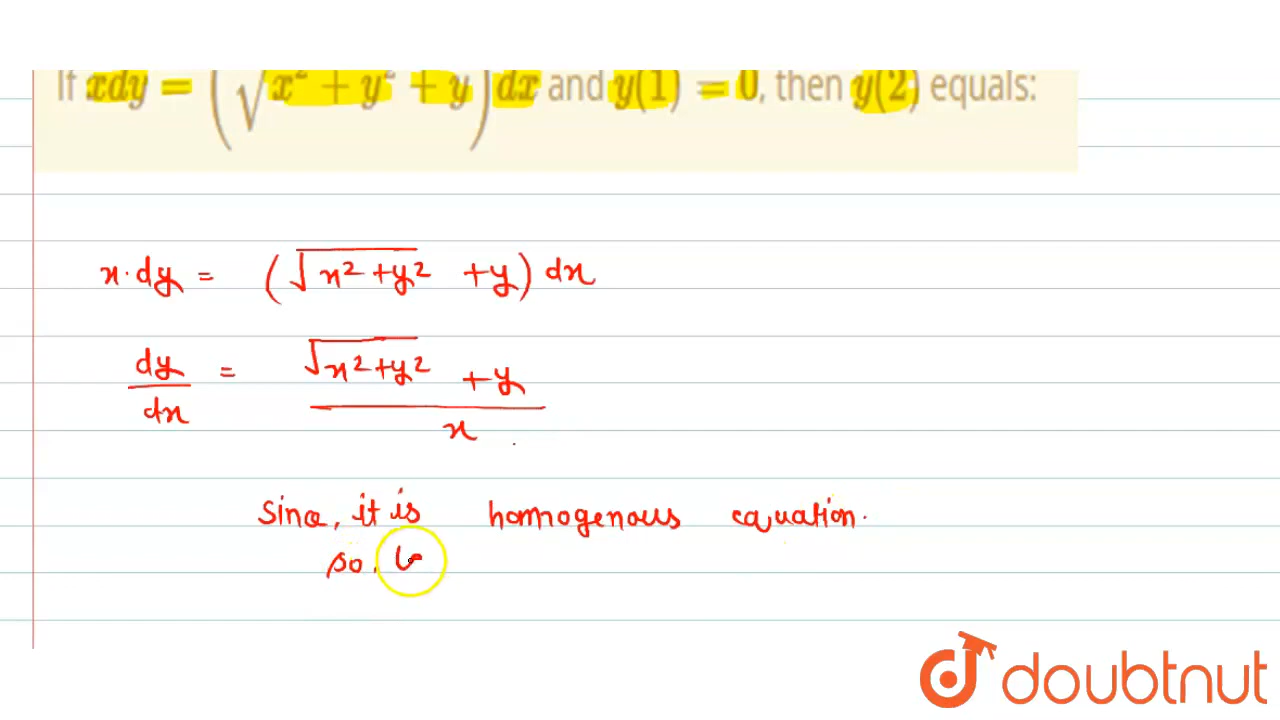 If xdy = (√x² + y² + y)dx and y(1) = 0, then y(2) equals:
x·dy = (√x²+y² +y) dx
dy/dx = √x²+y² +y / x
Since, it is homogenous equation.
so,
doubtnut